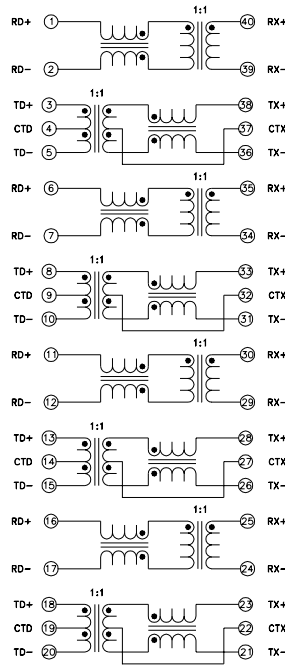 1:1
RD+ 1 40 RX+
RD- 2 39 RX-
1:1
TD+ 3 38 TX+
CTD 4 37 CTX
TD- 5 36 TX-
1:1
RD+ 6 35 RX+
RD- 7 34 RX-
1:1
TD+ 8 33 TX+
CTD 9 32 CTX
TD- 10 31 TX-
1:1
RD+ 11 30 RX+
RD- 12 29 RX-
1:1
TD+ 13 28 TX+
CTD 14 27 CTX
TD- 15 26 TX-
1:1
RD+ 16 25 RX+
RD- 17 24 RX-
1:1
TD+ 18 23 TX+
CTD 19 22 CTX
TD- 20 21 TX-